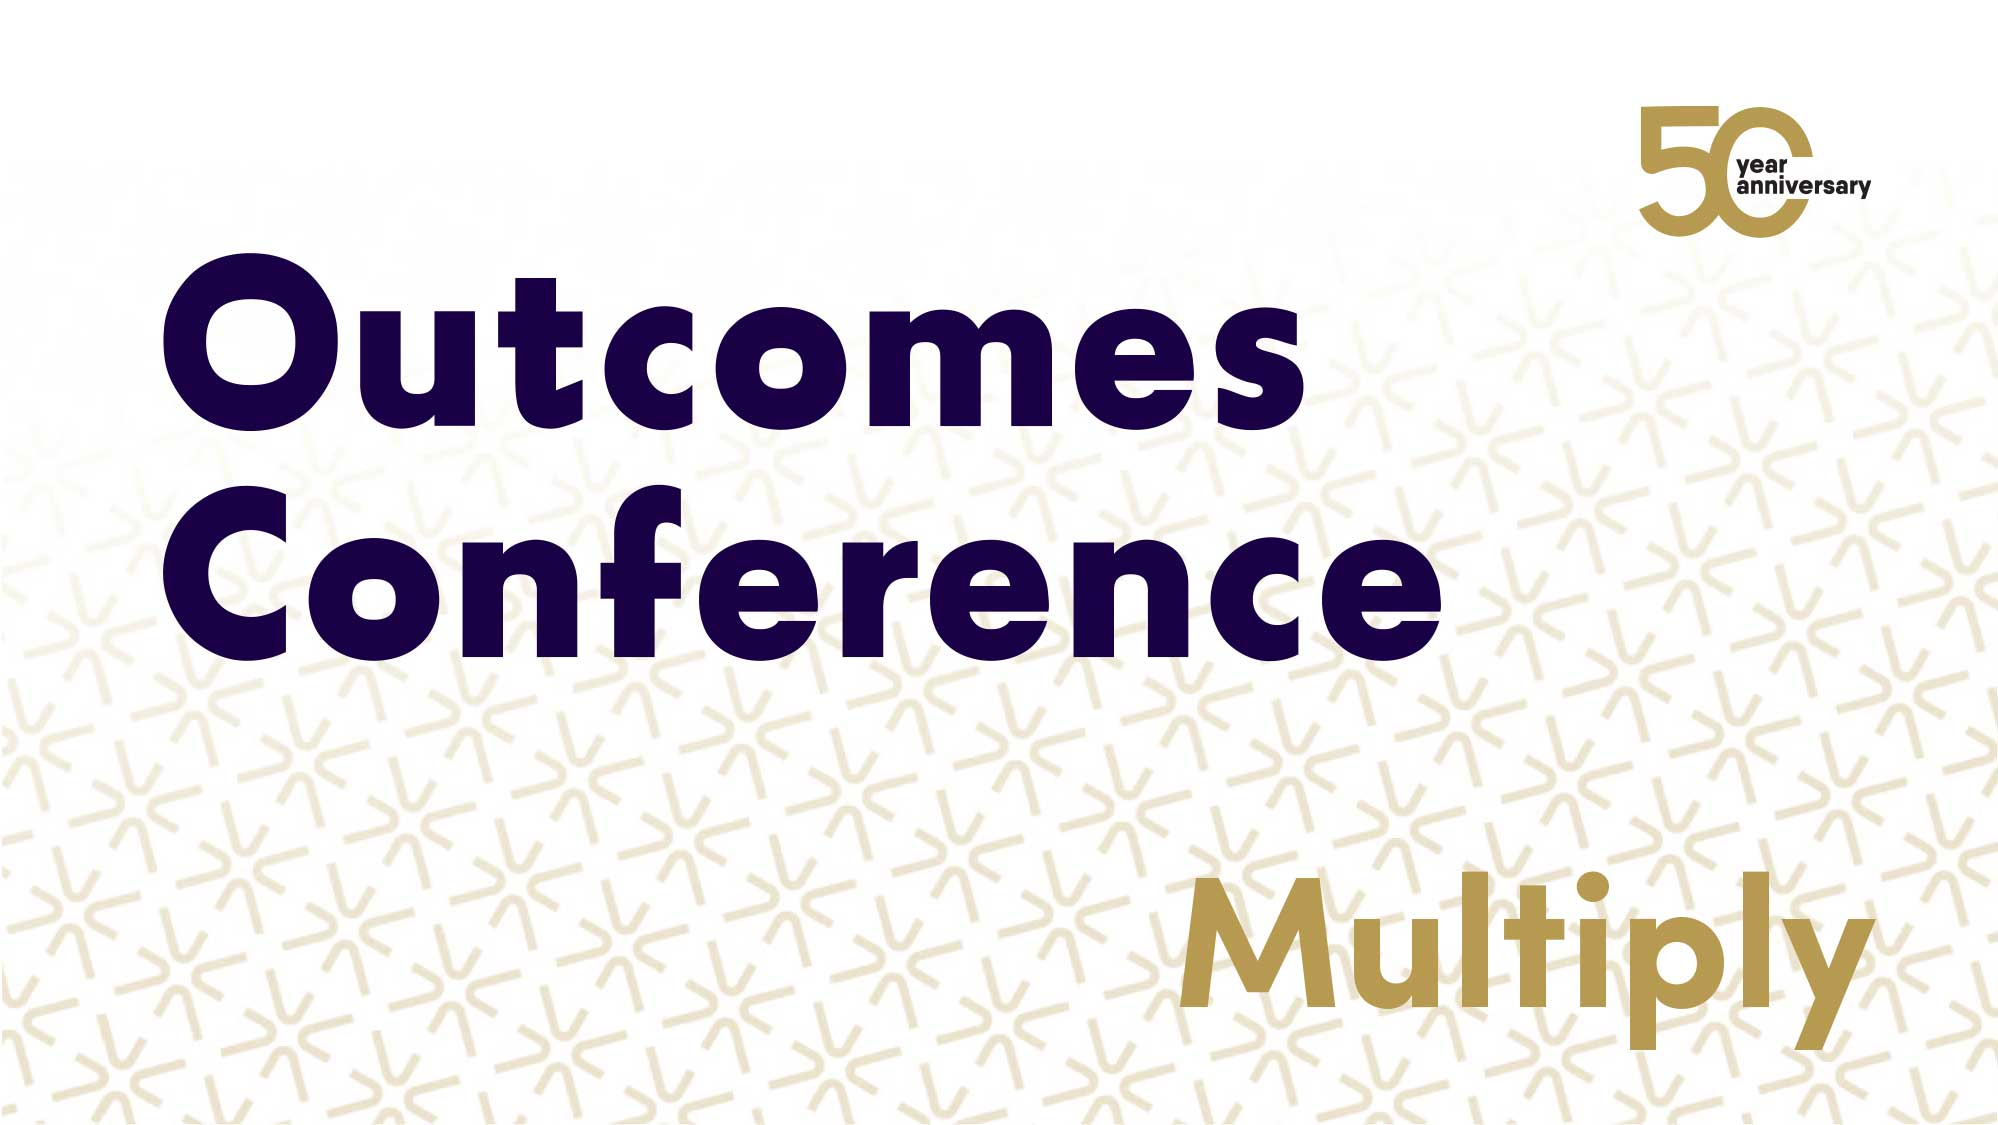 50
year
anniversary
Outcomes
Conference
Multiply